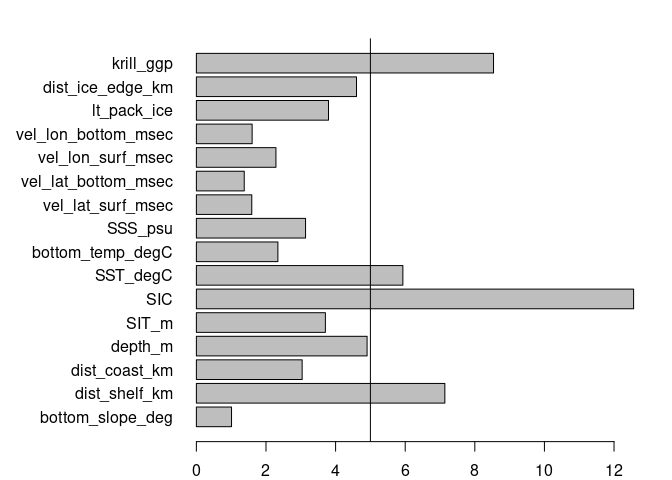 krill_ggp
dist_ice_edge_km
lt_pack_ice
vel_lon_bottom_msec
vel_lon_surf_msec
vel_lat_bottom_msec
vel_lat_surf_msec
SSS_psu
bottom_temp_degC
SST_degC
SIC
SIT_m
depth_m
dist_coast_km
dist_shelf_km
bottom_slope_deg
0 2 4 6 8 10 12